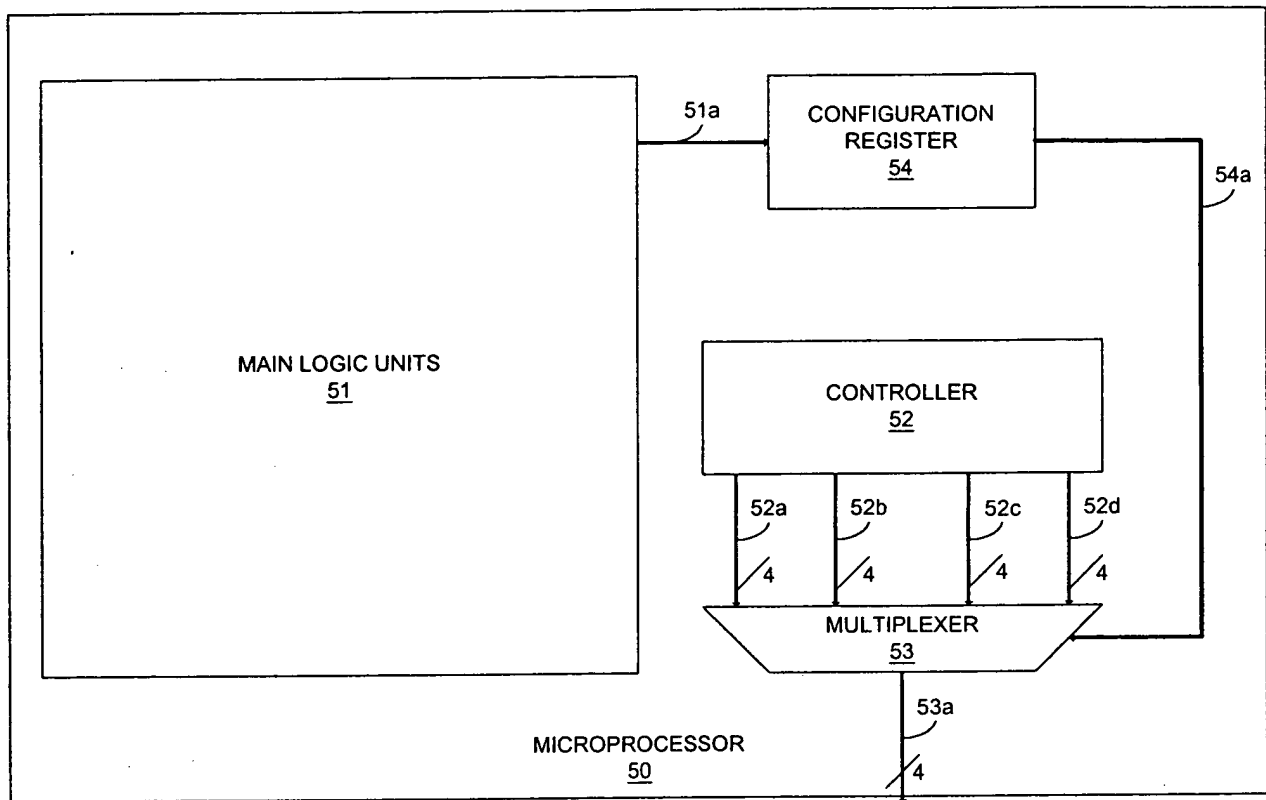 51a
CONFIGURATION
REGISTER
54
54a
MAIN LOGIC UNITS
51
CONTROLLER
52
52a
52b
52c
52d
4
4
4
4
MULTIPLEXER
53
53a
4
MICROPROCESSOR
50